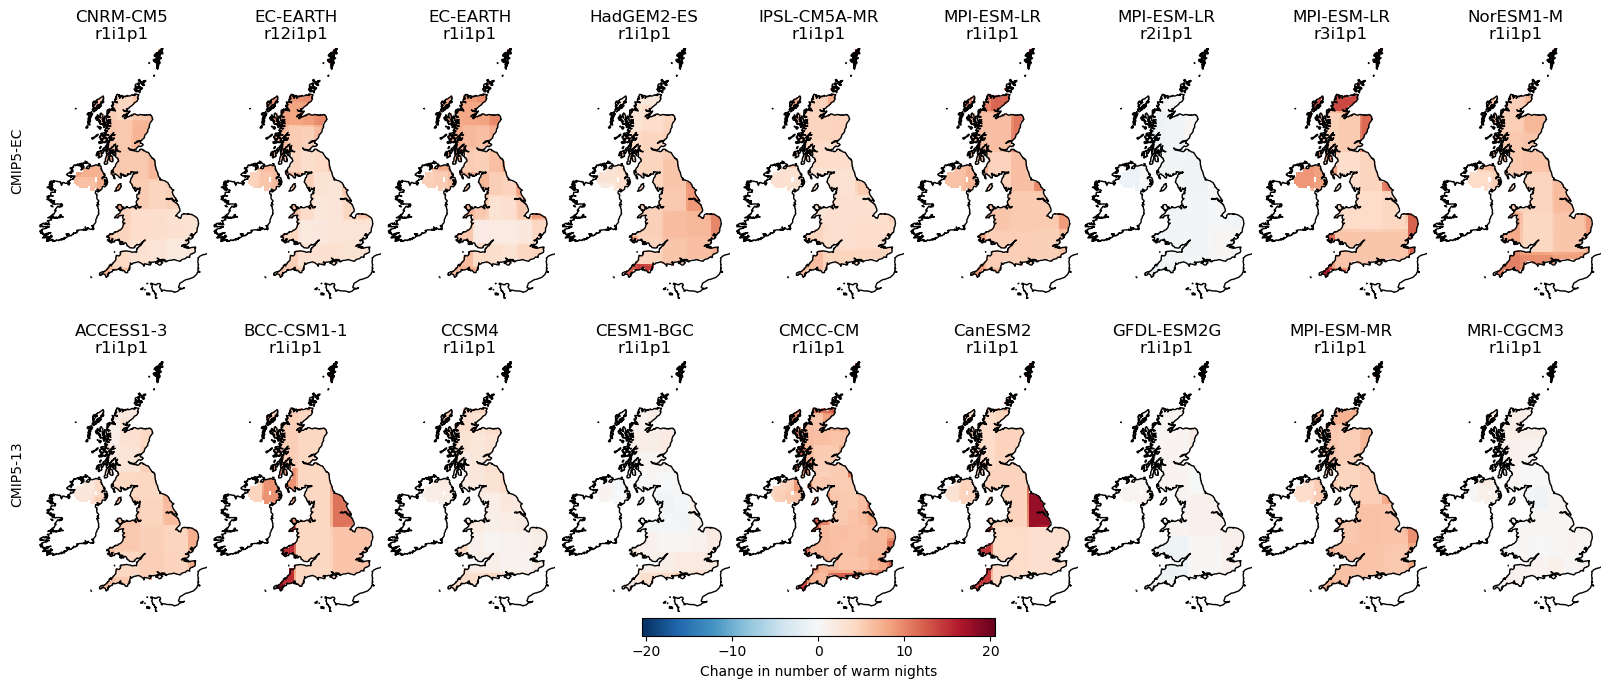 CNRM-CM5 EC-EARTH EC-EARTH HadGEM2-ES IPSL-CM5A-MR MPI-ESM-LR MPI-ESM-LR MPI-ESM-LR NorESM1-M
r1i1p1 r12i1p1 r1i1p1 r1i1p1 r1i1p1 r1i1p1 r2i1p1 r3i1p1 r1i1p1
CMIP5-EC
ACCESS1-3 BCC-CSM1-1 CCSM4 CESM1-BGC CMCC-CM CanESM2 GFDL-ESM2G MPI-ESM-MR MRI-CGCM3
r1i1p1 r1i1p1 r1i1p1 r1i1p1 r1i1p1 r1i1p1 r1i1p1 r1i1p1 r1i1p1
CMIP5-13
−20 −10 0 10 20
Change in number of warm nights